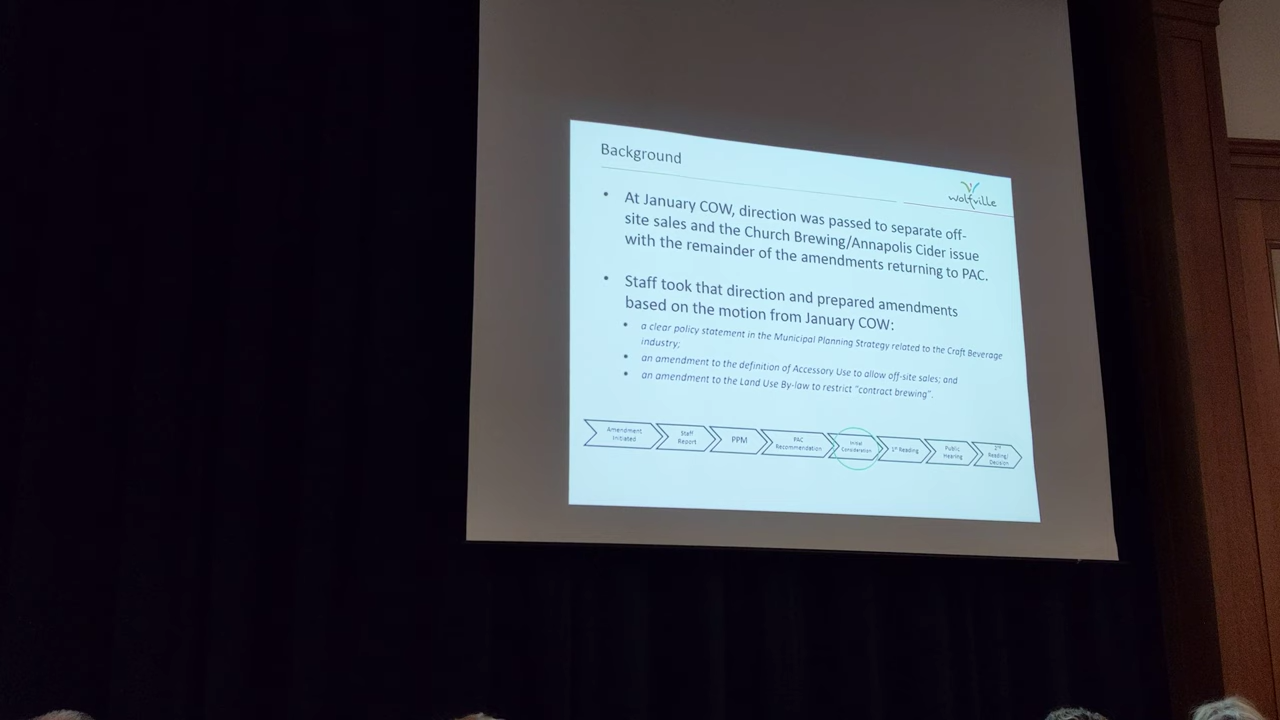 Background
wolfville
• At January COW, direction was passed to separate off-
site sales and the Church Brewing/Annapolis Cider issue
with the remainder of the amendments returning to PAC.
• Staff took that direction and prepared amendments
based on the motion from January COW:
• a clear policy statement in the Municipal Planning Strategy related to the Craft Beverage
industry;
• an amendment to the definition of Accessory Use to allow off-site sales; and
• an amendment to the Land Use By-law to restrict "contract brewing".
Amendment
Initiated
Staff
Report
PPM
PAC
Recommendation
Initial
Consideration
1st Reading
Public
Hearing
2nd
Reading/
Decision